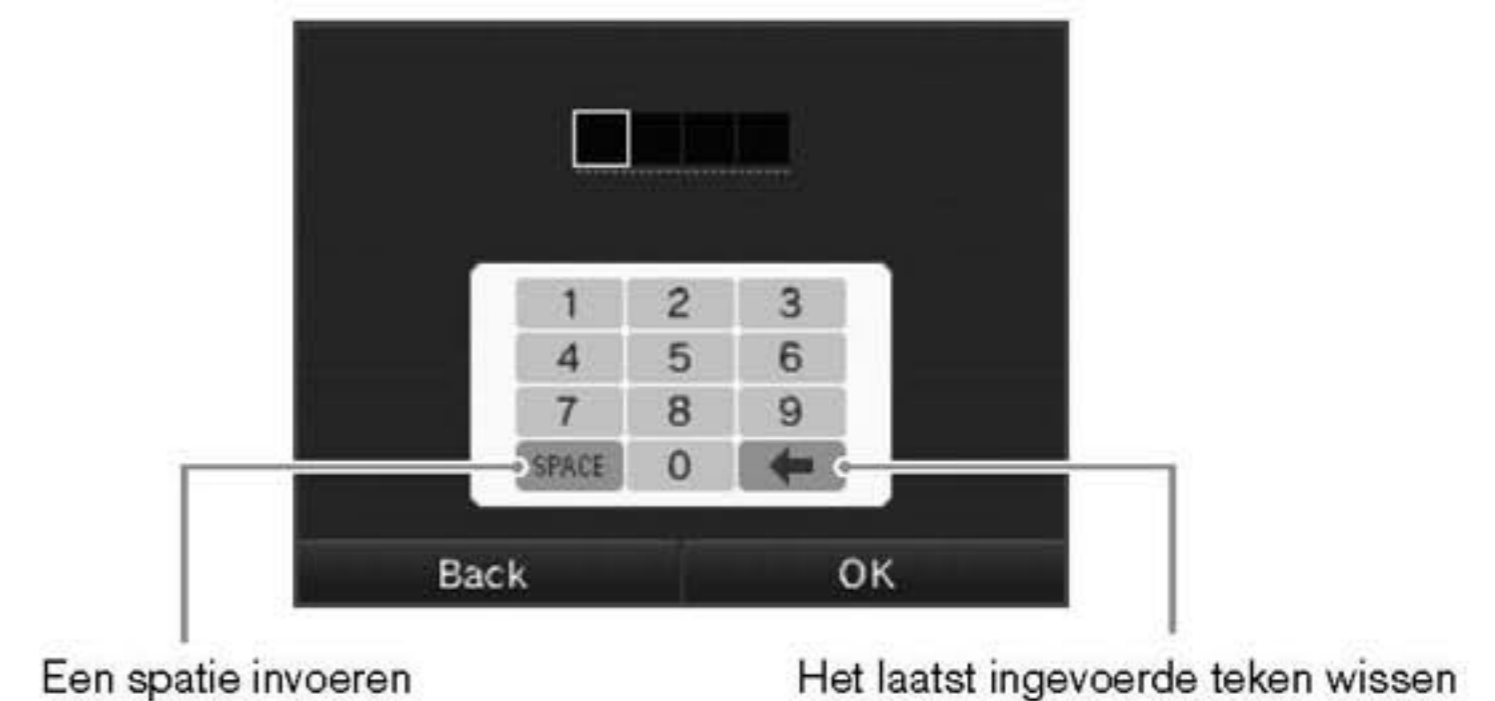 1 2 3
4 5 6
7 8 9
SPACE 0
Back OK
Een spatie invoeren Het laatst ingevoerde teken wissen